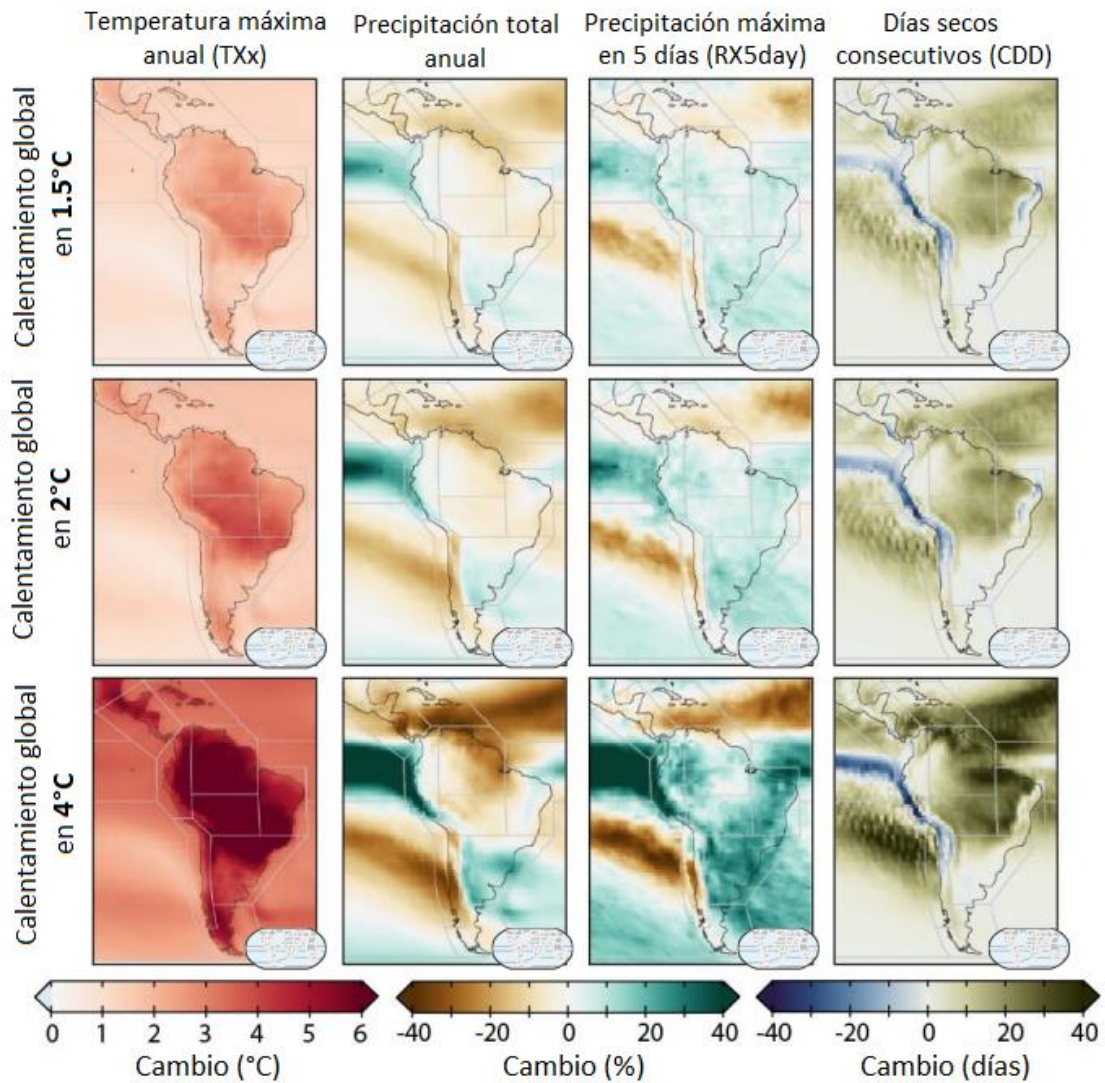 Temperatura máxima
anual (TXx)
Precipitación total
anual
Precipitación máxima
en 5 días (RX5day)
Días secos
consecutivos (CDD)
Calentamiento global
en 1.5°C
Calentamiento global
en 2°C
Calentamiento global
en 4°C
0 1 2 3 4 5 6
Cambio (°C)
-40 -20 0 20 40
Cambio (%)
-40 -20 0 20 40
Cambio (días)